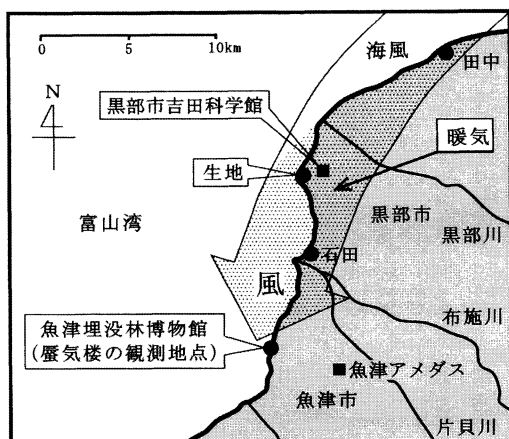 0 5 10km
海風
田中
N
黒部市吉田科学館
暖気
生地
黒部市
富山湾
黒部川
石田
風
布施川
魚津埋没林博物館
(蜃気楼の観測地点)
魚津アメダス
魚津市
片貝川